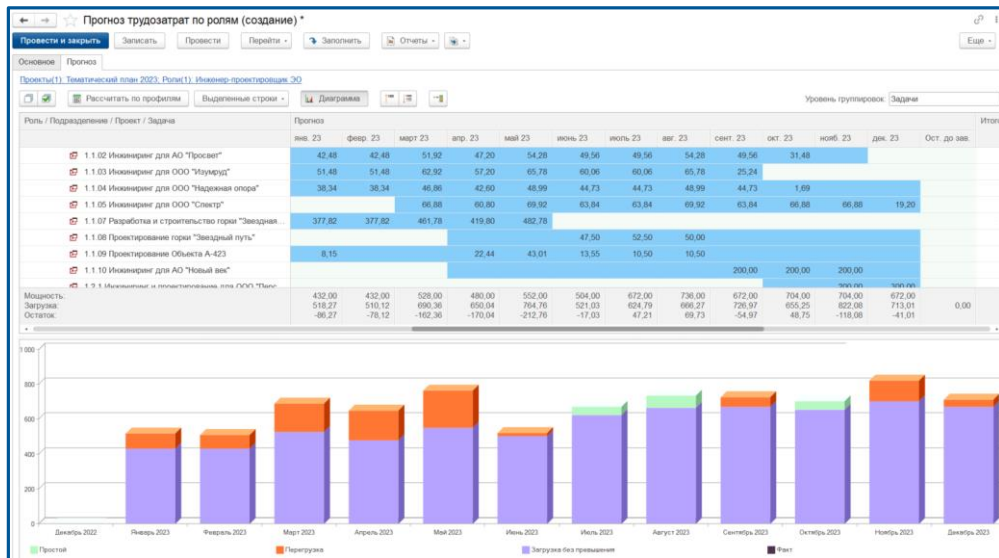 Прогноз трудозатрат по ролям (создание) *
Провести и закрыть Записать Провести Перейти Заполнить Отчеты Еще
Основное Прогноз
Проекты(1): Тематический план 2023; Роли(1): Инженер-проектировщик ЭО
Рассчитать по профилям Выделенные строки Диаграмма Уровень группировок: Задачи
Роль / Подразделение / Проект / Задача Прогноз Итого
янв. 23 февр. 23 март 23 апр. 23 май 23 июнь 23 июль 23 авг. 23 сент. 23 окт. 23 нояб. 23 дек. 23 Ост. до зав.
1.1.02 Инжиниринг для АО "Просвет" 42,48 42,48 51,92 47,20 54,28 49,56 49,56 54,28 49,56 31,48
1.1.03 Инжиниринг для ООО "Изумруд" 51,48 51,48 62,92 57,20 65,78 60,06 60,06 65,78 25,24
1.1.04 Инжиниринг для ООО "Надежная опора" 38,34 38,34 46,86 42,60 48,99 44,73 44,73 48,99 44,73 1,69
1.1.05 Инжиниринг для ООО "Спектр" 66,88 60,80 69,92 63,84 63,84 69,92 63,84 66,88 66,88 19,20
1.1.07 Разработка и строительство горки "Звездная... 377,82 377,82 461,78 419,80 482,78
1.1.08 Проектирование горки "Звездный путь" 47,50 52,50 50,00
1.1.09 Проектирование Объекта А-423 8,15 22,44 43,01 13,55 10,50 10,50
1.1.10 Инжиниринг для АО "Новый век" 200,00 200,00 200,00
1.2.1 Инжиниринг и проектирование для ООО "Перс 200,00 300,00
Мощность: 432,00 432,00 528,00 480,00 552,00 504,00 672,00 736,00 672,00 704,00 704,00 672,00
Загрузка: 518,27 510,12 690,36 650,04 764,76 521,03 624,79 666,27 726,97 655,25 822,08 713,01 0,00
Остаток: -86,27 -78,12 -162,36 -170,04 -212,76 -17,03 47,21 69,73 -54,97 48,75 -118,08 -41,01
1 000
800
600
400
200
0
Декабрь 2022 Январь 2023 Февраль 2023 Март 2023 Апрель 2023 Май 2023 Июнь 2023 Июль 2023 Август 2023 Сентябрь 2023 Октябрь 2023 Ноябрь 2023 Декабрь 2023
Простой Перегрузка Загрузка без превышения Факт